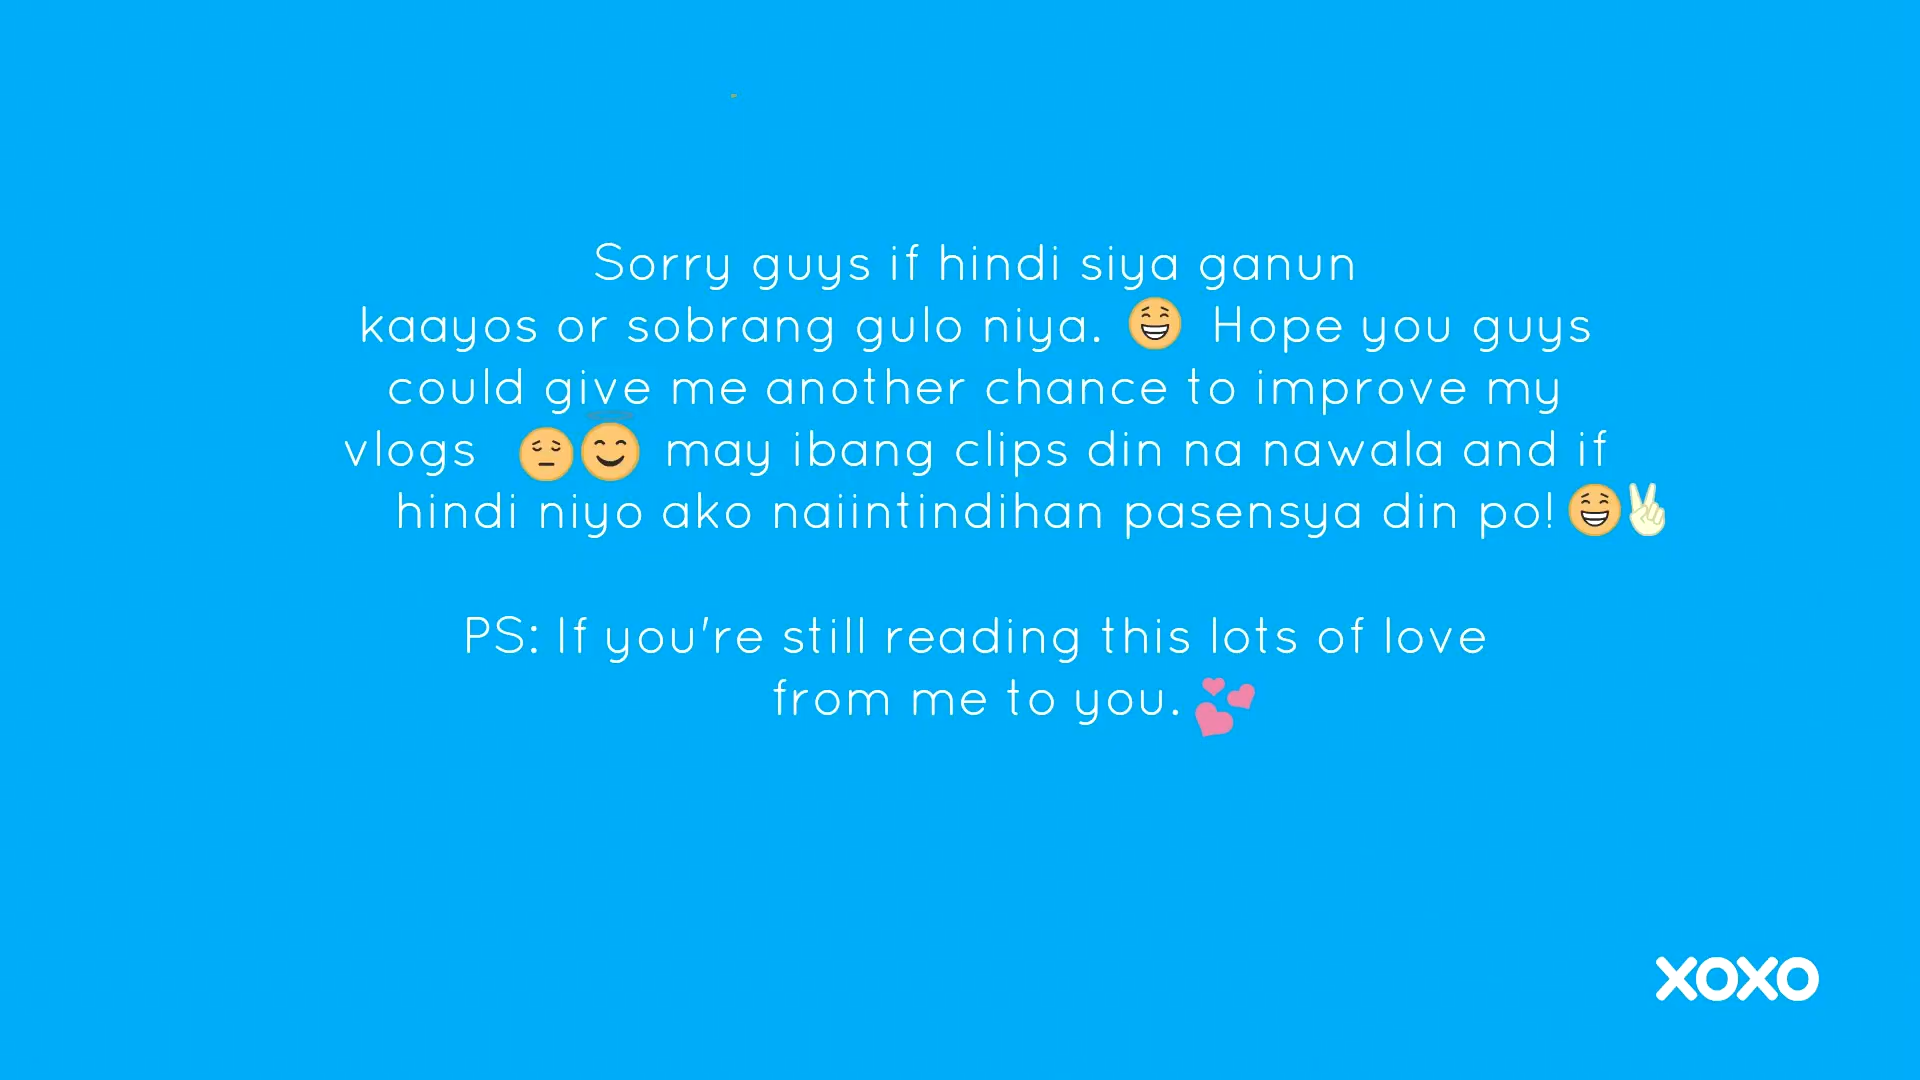 Sorry guys if hindi siya ganun
kaayos or sobrang gulo niya. 😁 Hope you guys
could give me another chance to improve my
vlogs 😔😇 may ibang clips din na nawala and if
hindi niyo ako naiintindihan pasensya din po!😁✌
PS: If you're still reading this lots of love
from me to you. 💕
XOXO